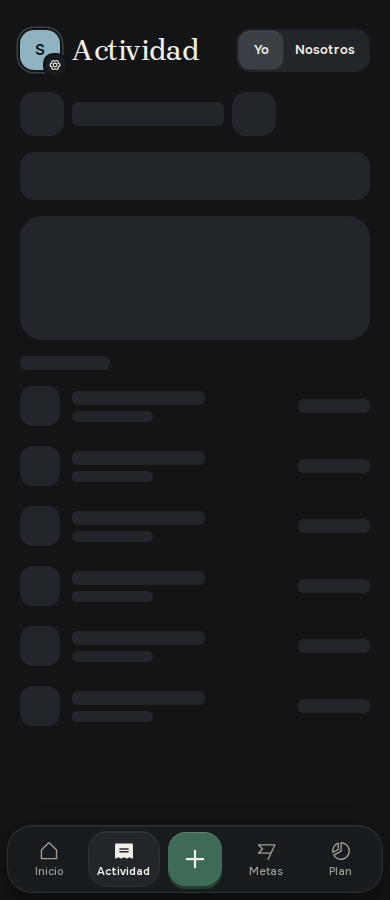 S
Actividad
Yo
Nosotros
Inicio
Actividad
Metas
Plan